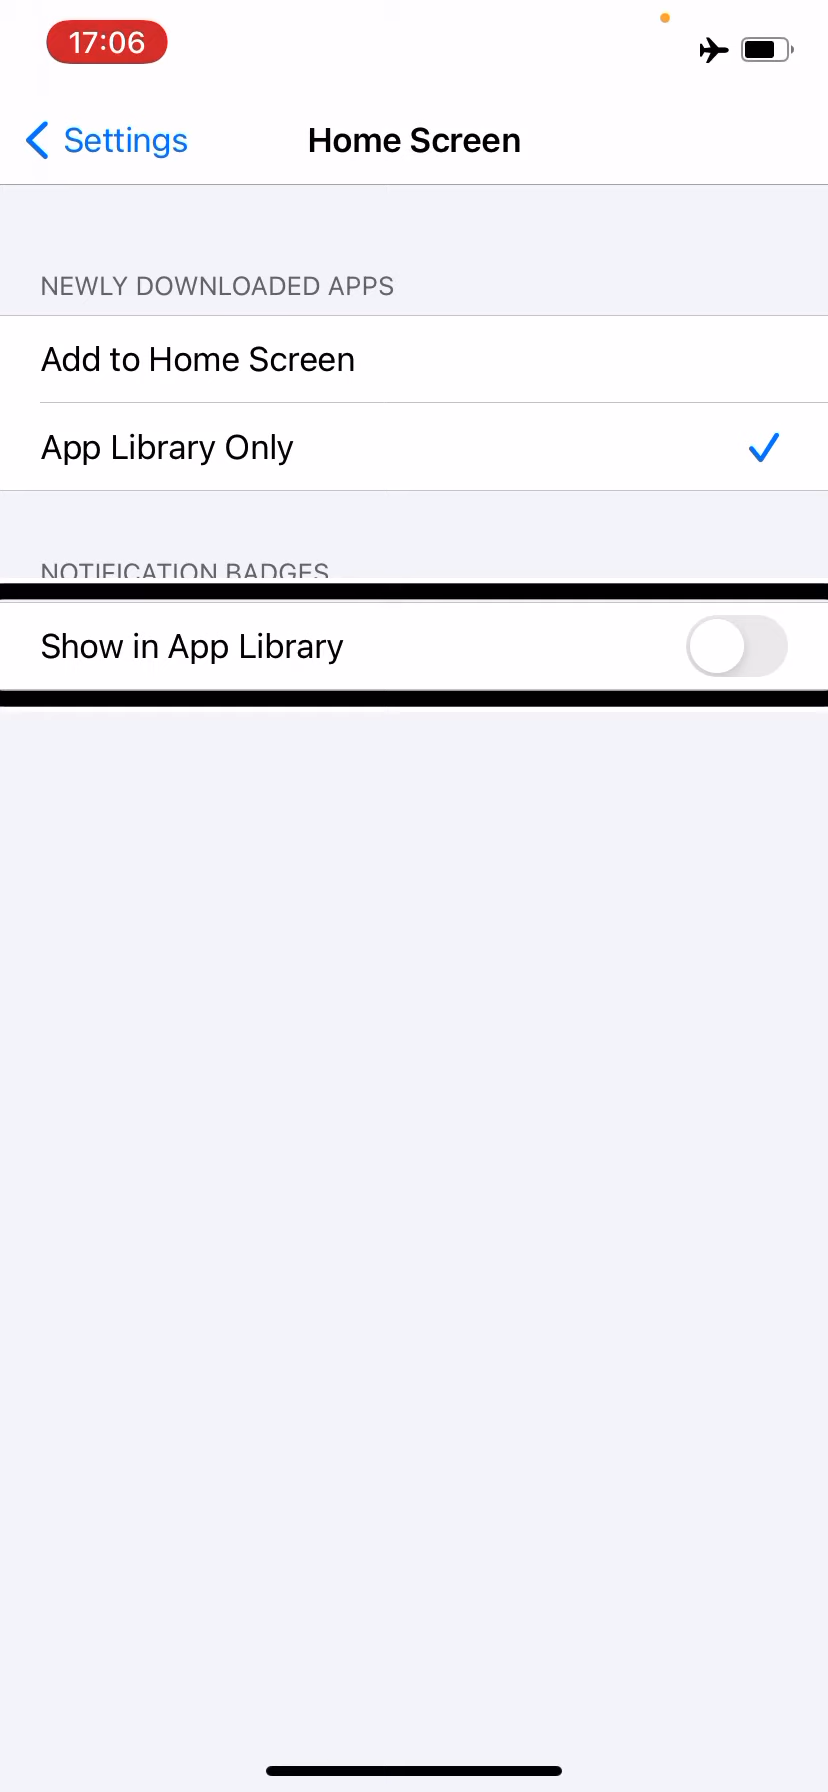 17:06
Settings
Home Screen
NEWLY DOWNLOADED APPS
Add to Home Screen
App Library Only
NOTIFICATION BADGES
Show in App Library